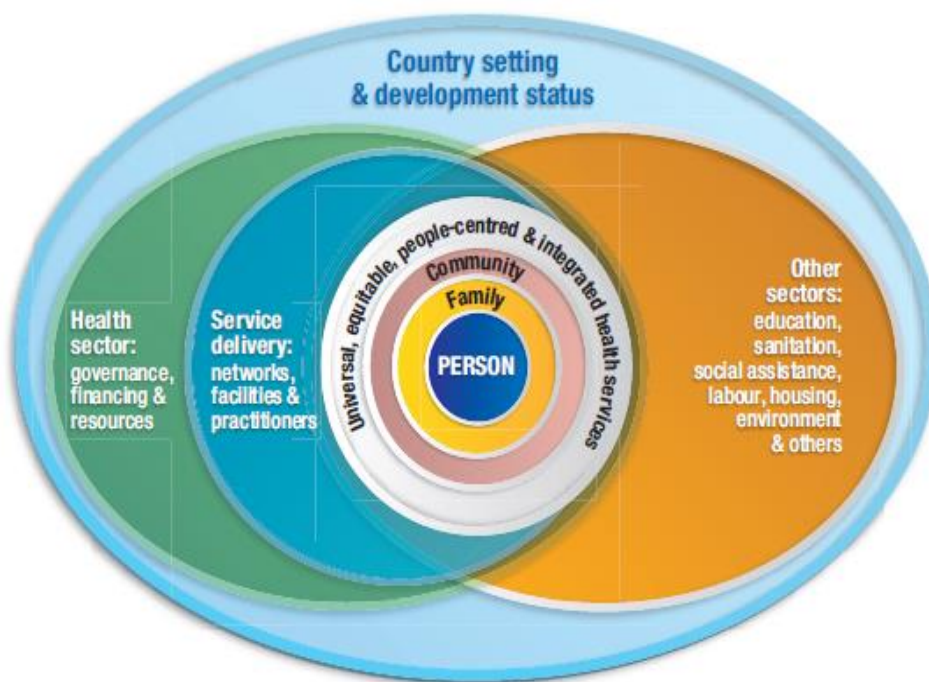 Country setting
& development status
Health
sector:
governance,
financing &
resources
Service
delivery:
networks,
facilities &
practitioners
Universal, equitable, people-centred & integrated health services
Community
Family
PERSON
Other
sectors:
education,
sanitation,
social assistance,
labour, housing,
environment
& others